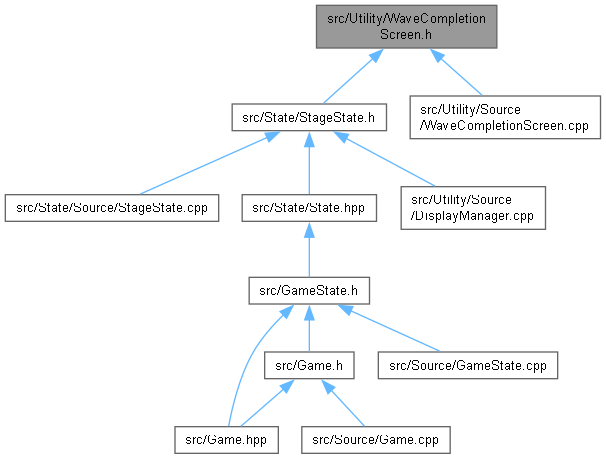 src/Utility/WaveCompletion
Screen.h
src/State/StageState.h
src/Utility/Source
/WaveCompletionScreen.cpp
src/State/Source/StageState.cpp
src/State/State.hpp
src/Utility/Source
/DisplayManager.cpp
src/GameState.h
src/Game.h
src/Source/GameState.cpp
src/Game.hpp
src/Source/Game.cpp